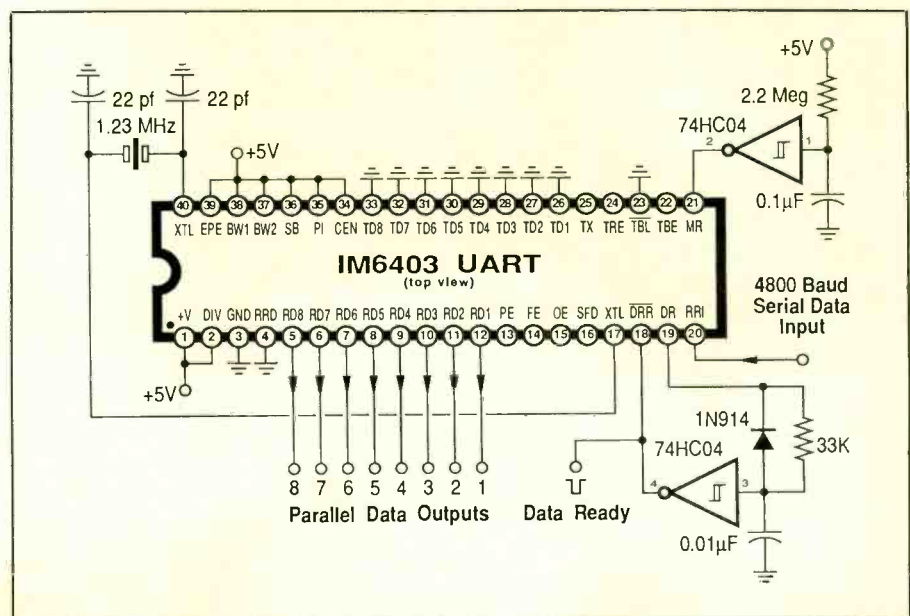 +5V
2.2 Meg
22 pf 22 pf
74HC04
1.23 MHz
+5V
2 1
0.1µF
40 39 38 37 36 35 34 33 32 31 30 29 28 27 26 25 24 23 22 21
XTL EPE BW1 BW2 SB PI CEN TD8 TD7 TD6 TD5 TD4 TD3 TD2 TD1 TX TRE TBL TBE MR
IM6403 UART
(top view)
4800 Baud
Serial Data
Input
+V DIV GND RRD RD8 RD7 RD6 RD5 RD4 RD3 RD2 RD1 PE FE OE SFD XTL DRR DR RRI
1 2 3 4 5 6 7 8 9 10 11 12 13 14 15 16 17 18 19 20
+5V
1N914
33K
74HC04
4 3
8 7 6 5 4 3 2 1
Parallel Data Outputs
Data Ready
0.01µF